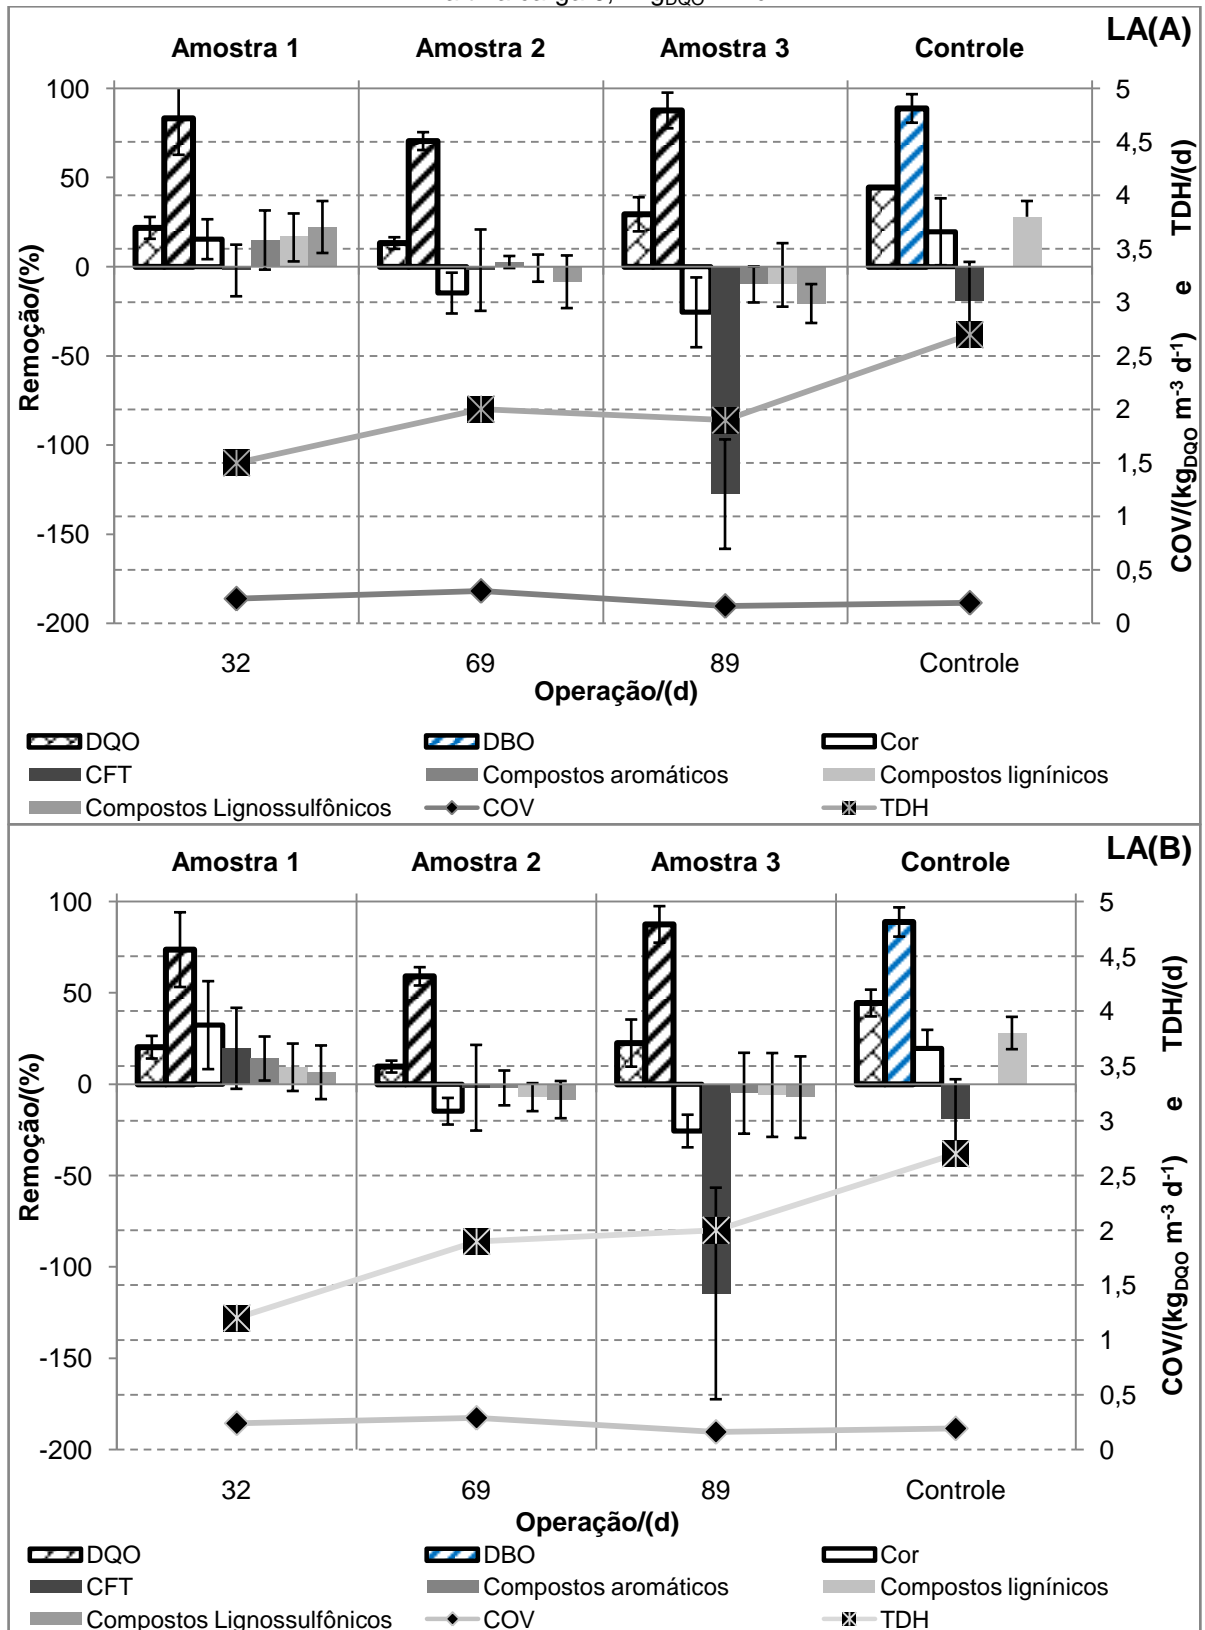 LA(A)
Amostra 1 Amostra 2 Amostra 3 Controle
Remoção/(%)
100
50
0
-50
-100
-150
-200
5
4,5
4
3,5
3
2,5
2
1,5
1
0,5
0
COV/(kgDQO m-3 d-1) e TDH/(d)
32 69 89 Controle
Operação/(d)
DQO DBO Cor
CFT Compostos aromáticos Compostos lignínicos
Compostos Lignossulfônicos COV TDH
LA(B)
Amostra 1 Amostra 2 Amostra 3 Controle
Remoção/(%)
100
50
0
-50
-100
-150
-200
5
4,5
4
3,5
3
2,5
2
1,5
1
0,5
0
COV/(kgDQO m-3 d-1) e TDH/(d)
32 69 89 Controle
Operação/(d)
DQO DBO Cor
CFT Compostos aromáticos Compostos lignínicos
Compostos Lignossulfônicos COV TDH